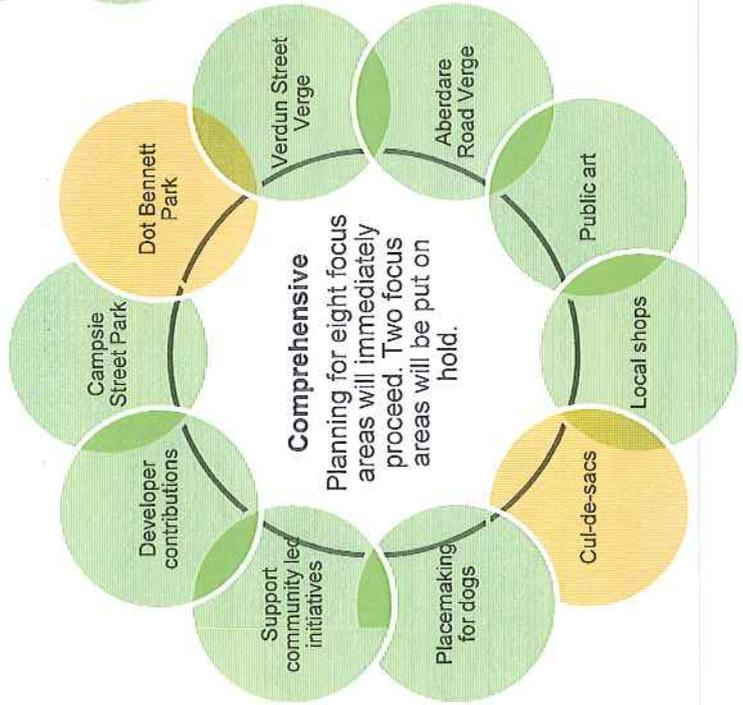 Comprehensive
Planning for eight focus
areas will immediately
proceed. Two focus
areas will be put on
hold.
Campsie
Street Park
Dot Bennett
Park
Verdun Street
Verge
Aberdare
Road Verge
Public art
Local shops
Cul-de-sacs
Placemaking
for dogs
Support
community led
initiatives
Developer
contributions